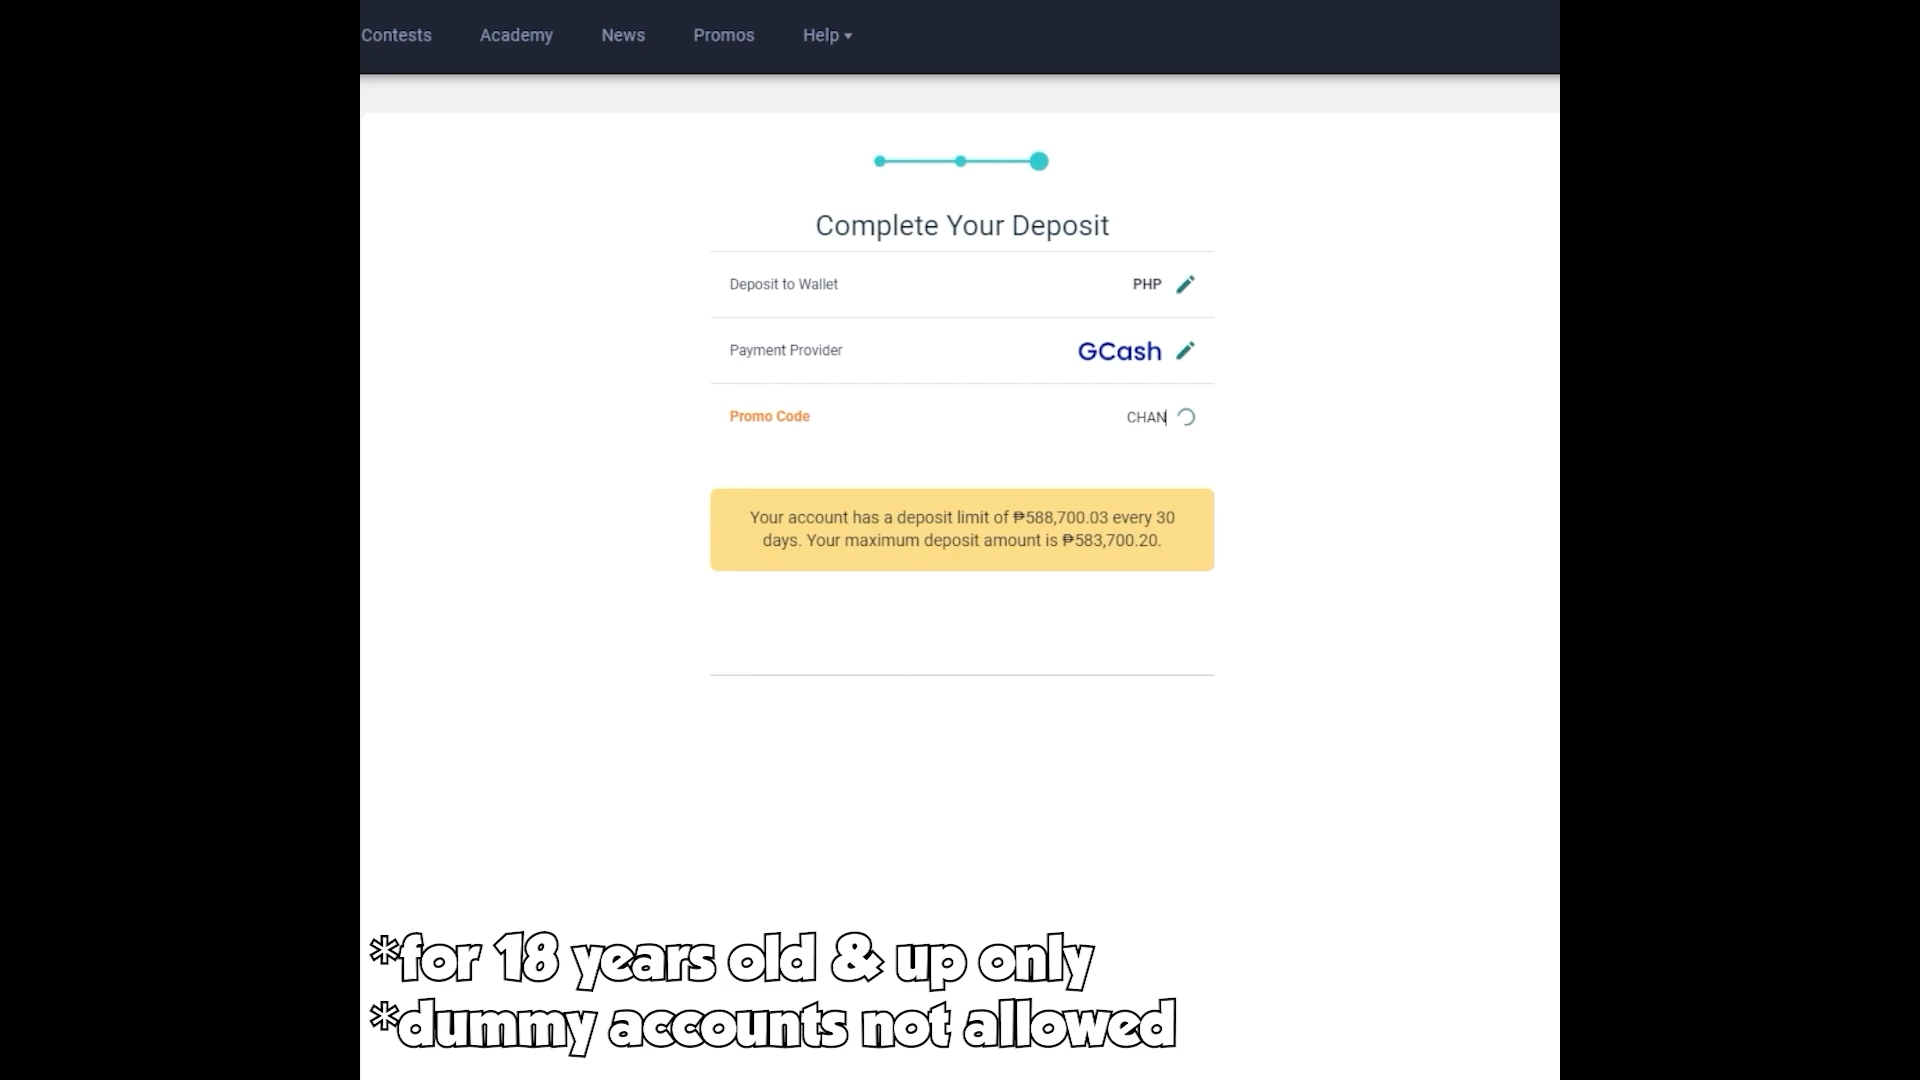 Contests Academy News Promos Help
Complete Your Deposit
Deposit to Wallet PHP
Payment Provider GCash
Promo Code CHAN
Your account has a deposit limit of ₱588,700.03 every 30
days. Your maximum deposit amount is ₱583,700.20.
*for 18 years old & up only
*dummy accounts not allowed